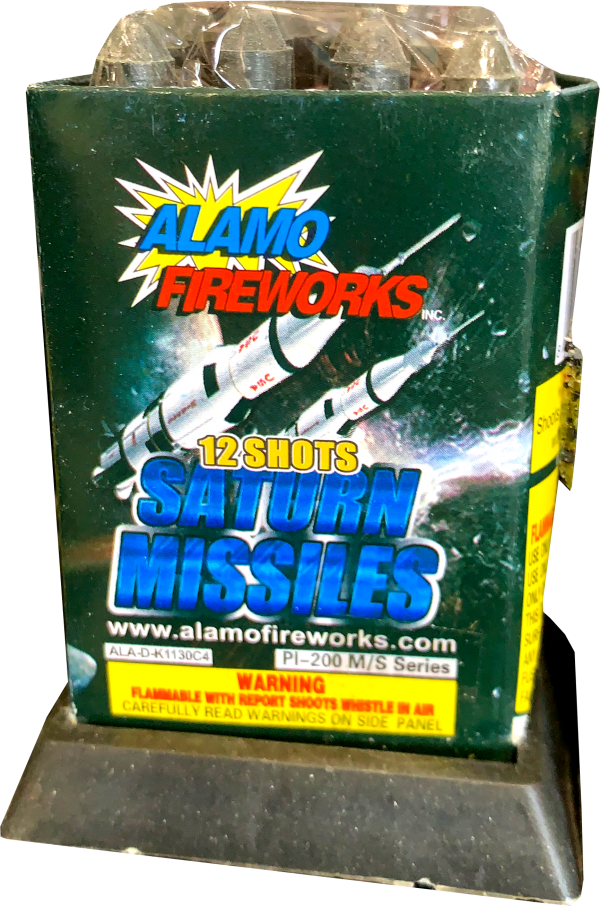 ALAMO
FIREWORKS
INC.
12 SHOTS
SATURN
MISSILES
www.alamofireworks.com
ALA-D-K1130C4
PI-200 M/S Series
WARNING
FLAMMABLE WITH REPORT SHOOTS WHISTLE IN AIR
CAREFULLY READ WARNINGS ON SIDE PANEL